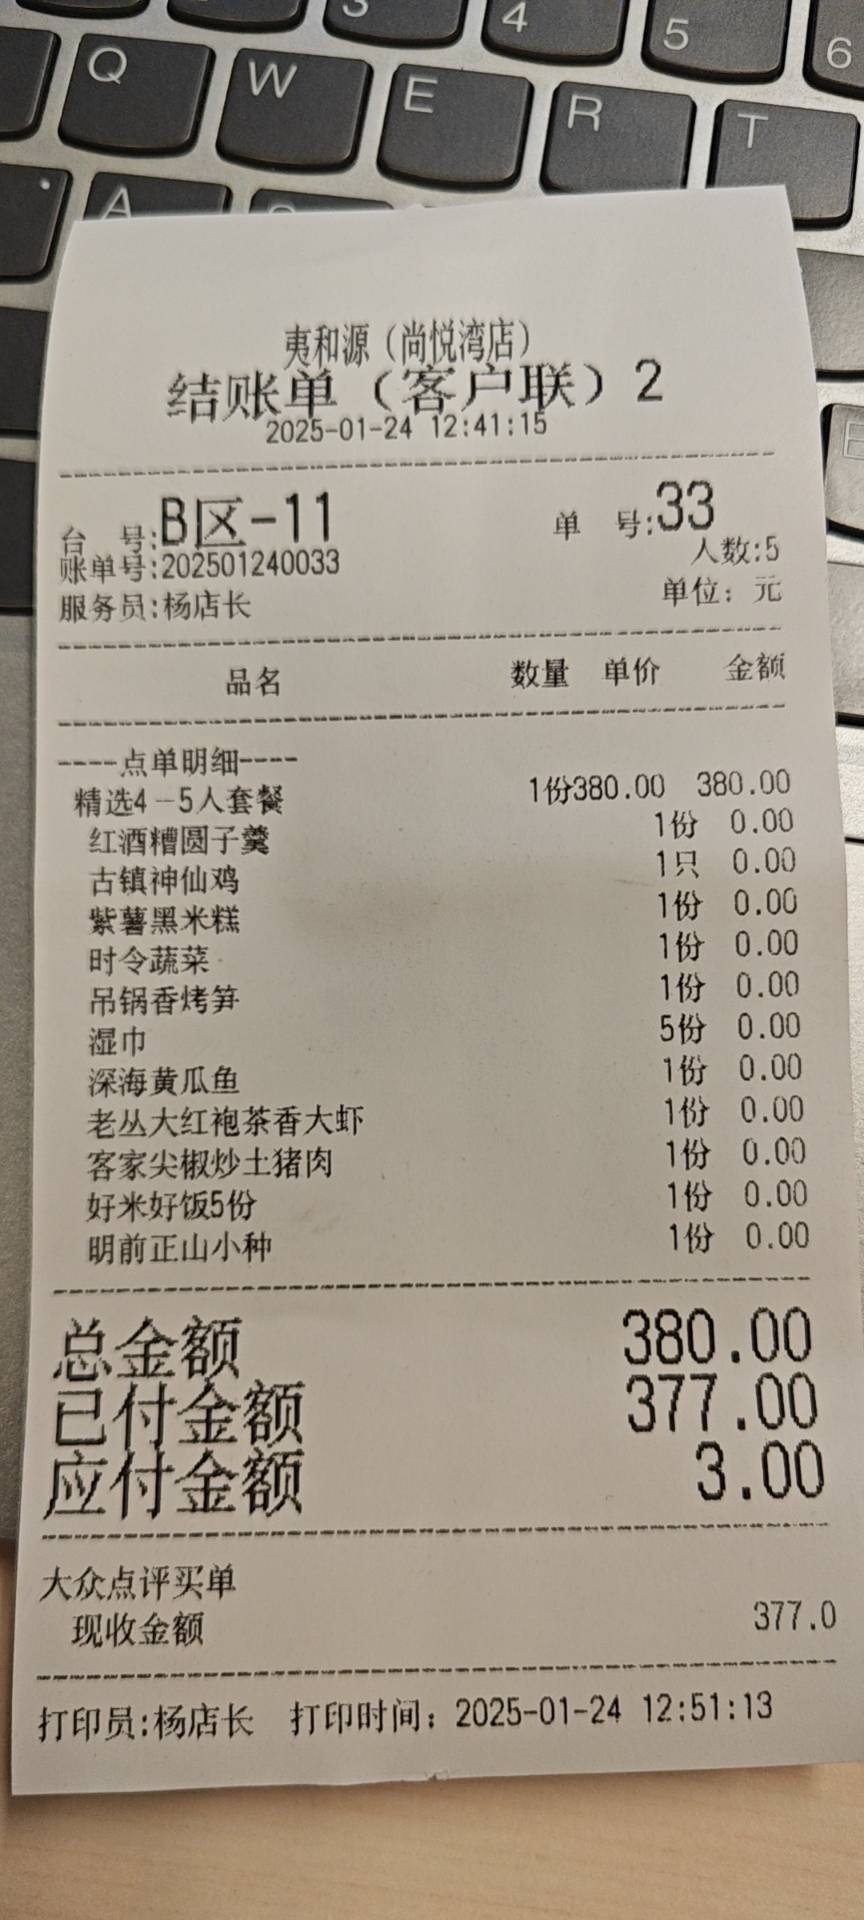 3 4 5 6
Q W E R T
A
夷和源（尚悦湾店）
结账单（客户联）2
2025-01-24 12:41:15
台 号:B区-11 单 号:33
人数:5
账单号:202501240033
服务员:杨店长 单位：元
品名 数量 单价 金额
----点单明细----
精选4－5人套餐 1份380.00 380.00
红酒糟圆子羹 1份 0.00
古镇神仙鸡 1只 0.00
紫薯黑米糕 1份 0.00
时令蔬菜 1份 0.00
吊锅香烤笋 1份 0.00
湿巾 5份 0.00
深海黄瓜鱼 1份 0.00
老丛大红袍茶香大虾 1份 0.00
客家尖椒炒土猪肉 1份 0.00
好米好饭5份 1份 0.00
明前正山小种 1份 0.00
总金额 380.00
已付金额 377.00
应付金额 3.00
大众点评买单
现收金额 377.0
打印员:杨店长 打印时间：2025-01-24 12:51:13